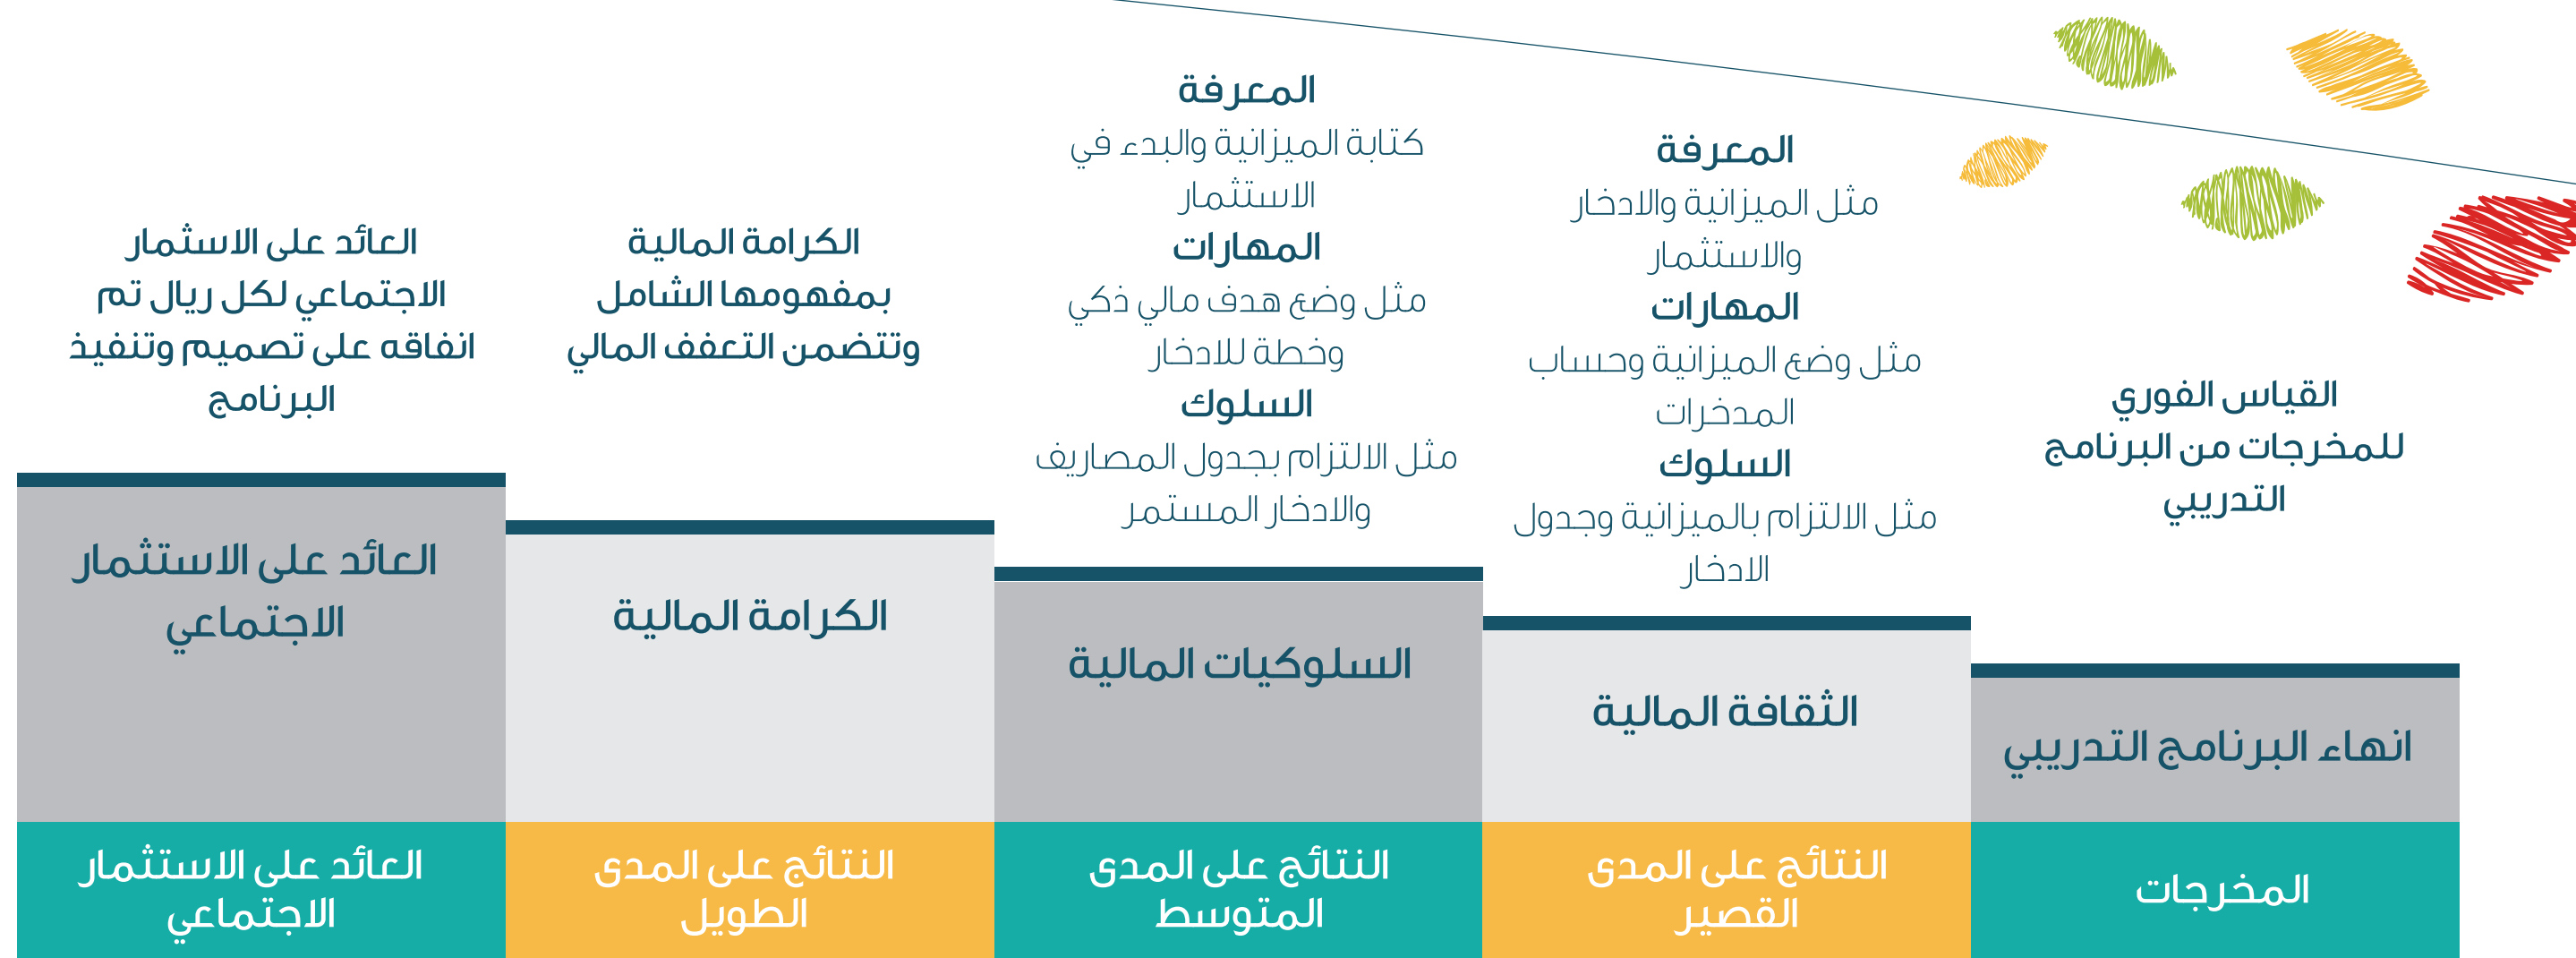 القياس الفوري
للمخرجات من البرنامج
التدريبي
انهاء البرنامج التدريبي
المخرجات
المعرفة
مثل الميزانية والادخار
والاستثمار
المهارات
مثل وضع الميزانية وحساب
المدخرات
السلوك
مثل الالتزام بالميزانية وجدول
الادخار
الثقافة المالية
النتائج على المدى
القصير
المعرفة
كتابة الميزانية والبدء في
الاستثمار
المهارات
مثل وضع هدف مالي ذكي
وخطة للادخار
السلوك
مثل الالتزام بجدول المصاريف
والادخار المستمر
السلوكيات المالية
النتائج على المدى
المتوسط
الكرامة المالية
بمفهومها الشامل
وتتضمن التعفف المالي
الكرامة المالية
النتائج على المدى
الطويل
العائد على الاسثمار
الاجتماعي لكل ريال تم
انفاقه على تصميم وتنفيذ
البرنامج
العائد على الاستثمار
الاجتماعي
العائد على الاستثمار
الاجتماعي